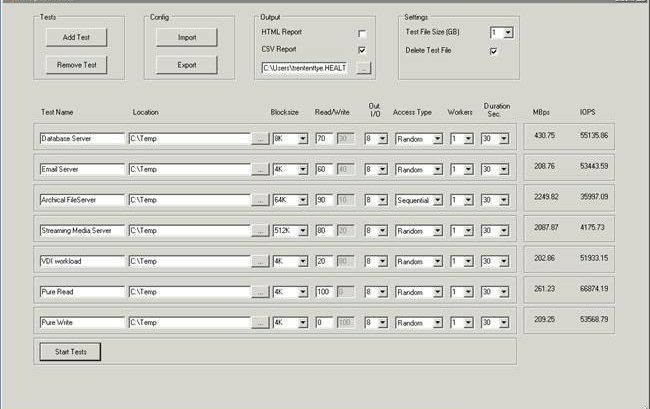 Tests Config Output Settings
Add Test Import HTML Report Test File Size (GB) 1
CSV Report Delete Test File
Remove Test Export C:\Users\trententtye.HEALT ...
Test Name Location Blocksize Read/Write Out. I/O Access Type Workers Duration Sec. MBps IOPS
Database Server C:\Temp ... 8K 70 30 8 Random 1 30 430.75 55135.86
Email Server C:\Temp ... 4K 60 40 8 Random 1 30 208.76 53443.59
Archical FileServer C:\Temp ... 64K 90 10 8 Sequential 1 30 2249.82 35997.09
Streaming Media Server C:\Temp ... 512K 80 20 8 Random 1 30 2087.87 4175.73
VDI workload C:\Temp ... 4K 20 80 8 Random 1 30 202.86 51933.15
Pure Read C:\Temp ... 4K 100 0 8 Random 1 30 261.23 66874.19
Pure Write C:\Temp ... 4K 0 100 8 Random 1 30 209.25 53568.79
Start Tests